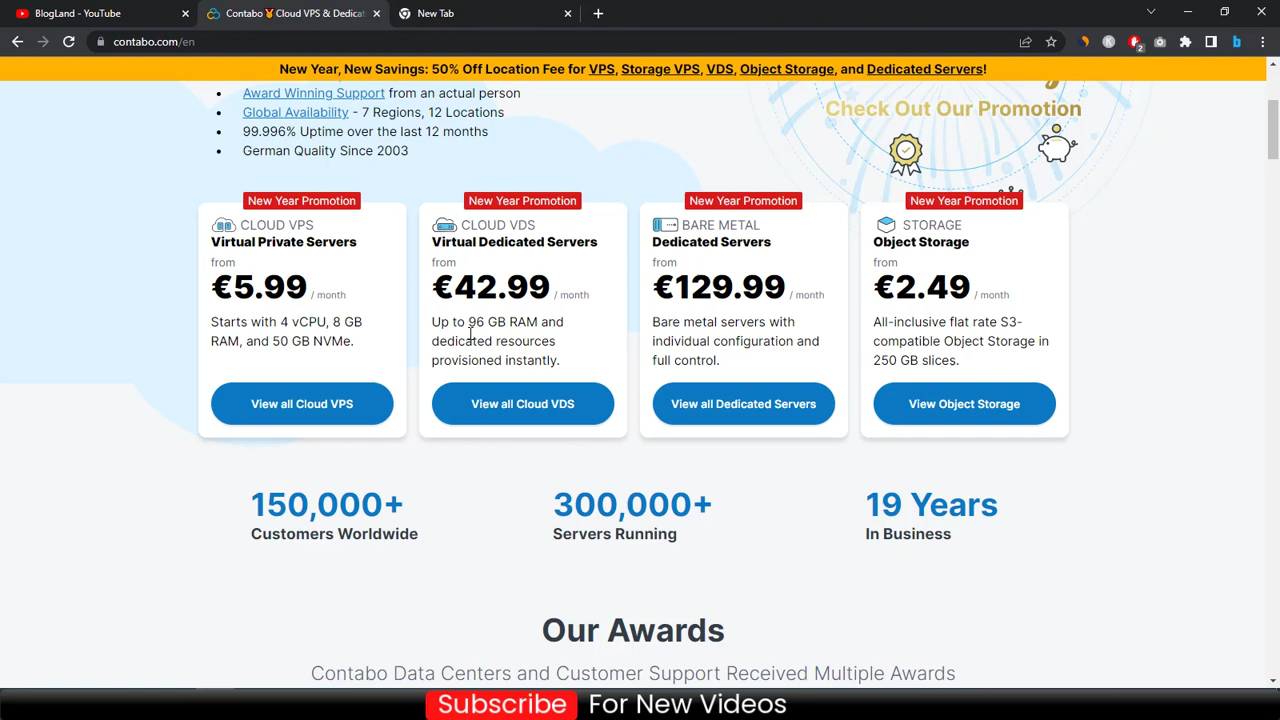 BlogLand - YouTube
Contabo🏅Cloud VPS & Dedicat
New Tab
contabo.com/en
2
New Year, New Savings: 50% Off Location Fee for VPS, Storage VPS, VDS, Object Storage, and Dedicated Servers!
Award Winning Support from an actual person
Global Availability - 7 Regions, 12 Locations
99.996% Uptime over the last 12 months
German Quality Since 2003
Check Out Our Promotion
New Year Promotion
CLOUD VPS
Virtual Private Servers
from
€5.99 / month
Starts with 4 vCPU, 8 GB
RAM, and 50 GB NVMe.
View all Cloud VPS
New Year Promotion
CLOUD VDS
Virtual Dedicated Servers
from
€42.99 / month
Up to 96 GB RAM and
dedicated resources
provisioned instantly.
View all Cloud VDS
New Year Promotion
BARE METAL
Dedicated Servers
from
€129.99 / month
Bare metal servers with
individual configuration and
full control.
View all Dedicated Servers
New Year Promotion
STORAGE
Object Storage
from
€2.49 / month
All-inclusive flat rate S3-
compatible Object Storage in
250 GB slices.
View Object Storage
150,000+
Customers Worldwide
300,000+
Servers Running
19 Years
In Business
Our Awards
Contabo Data Centers and Customer Support Received Multiple Awards
Subscribe For New Videos